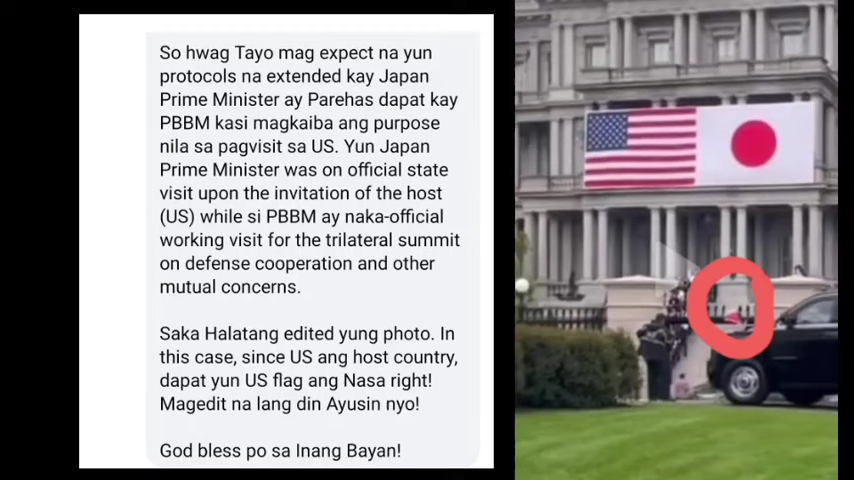 So hwag Tayo mag expect na yun
protocols na extended kay Japan
Prime Minister ay Parehas dapat kay
PBBM kasi magkaiba ang purpose
nila sa pagvisit sa US. Yun Japan
Prime Minister was on official state
visit upon the invitation of the host
(US) while si PBBM ay naka-official
working visit for the trilateral summit
on defense cooperation and other
mutual concerns.
Saka Halatang edited yung photo. In
this case, since US ang host country,
dapat yun US flag ang Nasa right!
Magedit na lang din Ayusin nyo!
God bless po sa Inang Bayan!